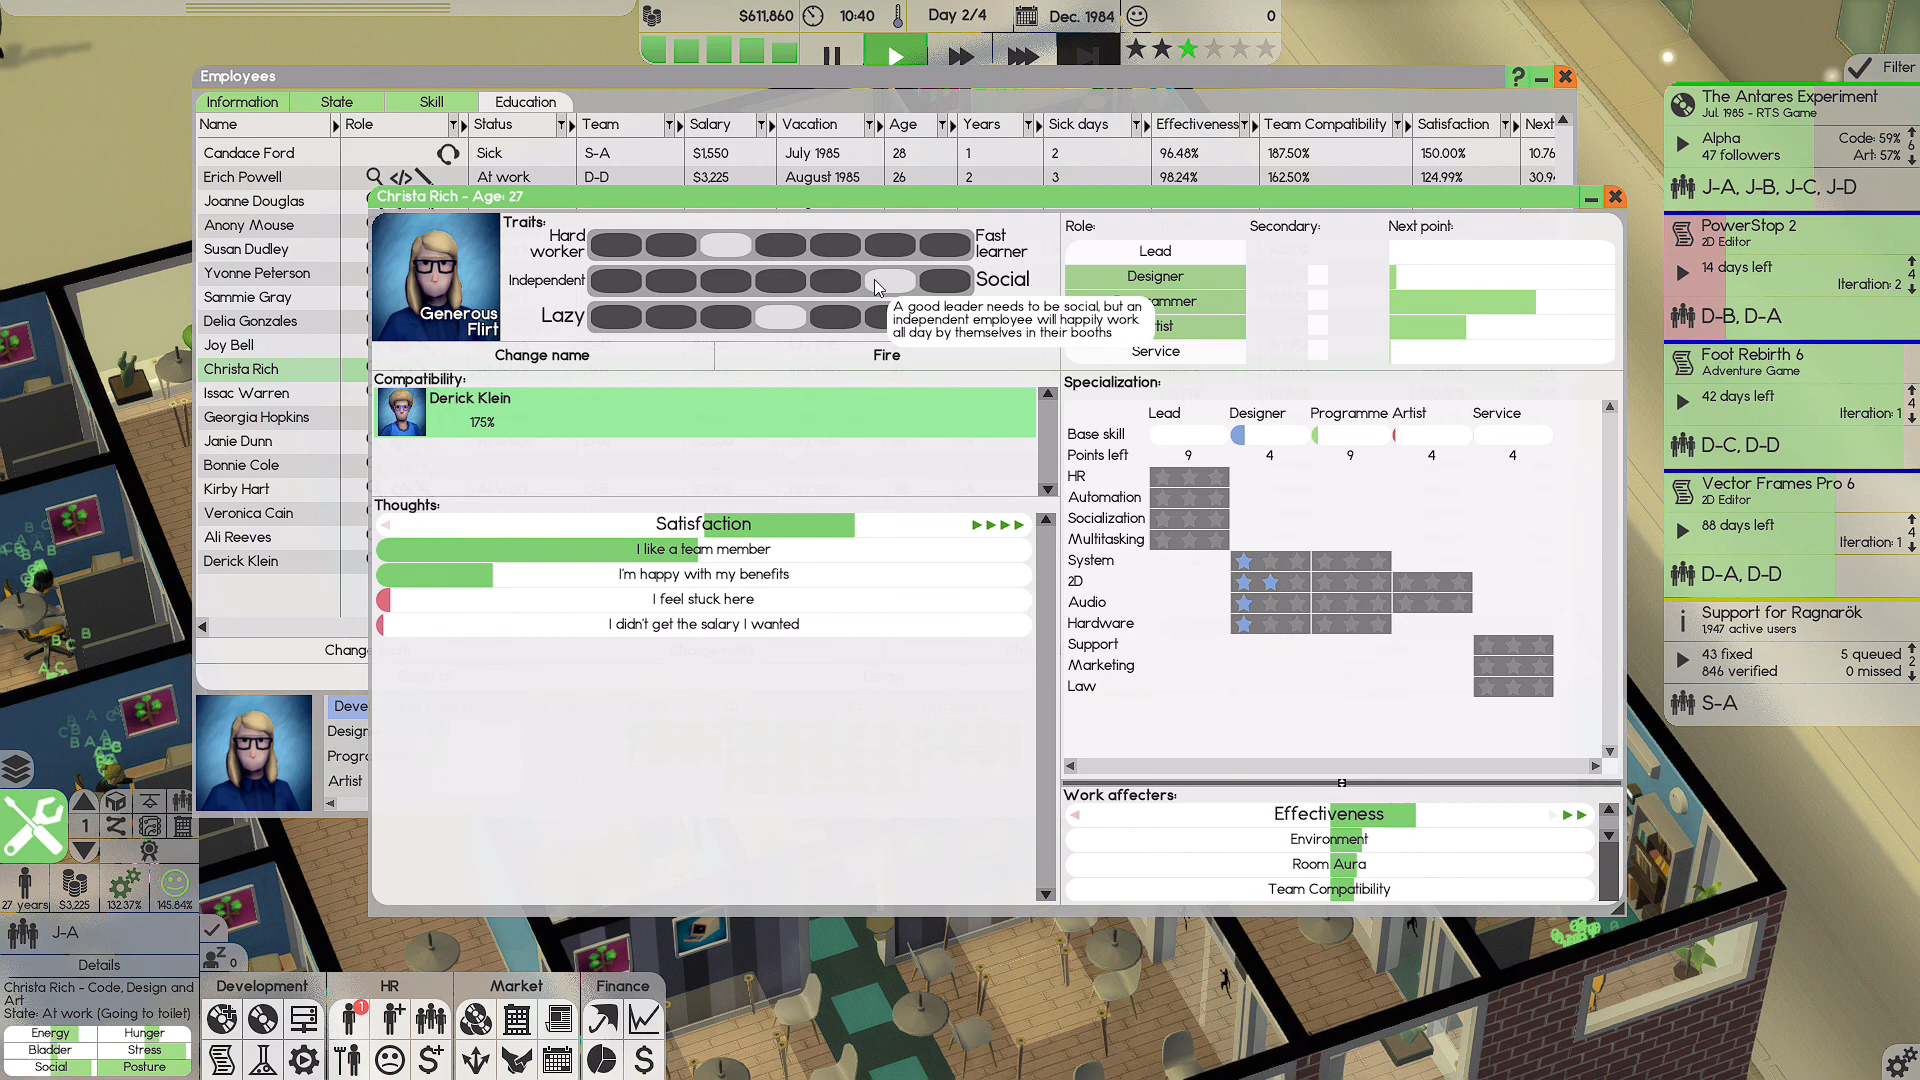 $611,860
10:40
Day 2/4
Dec. 1984
0
Employees
?
Information
State
Skill
Education
Name
Role
Status
Team
Salary
Vacation
Age
Years
Sick days
Effectiveness
Team Compatibility
Satisfaction
Next
Candace Ford
Sick
S-A
$1,550
July 1985
28
1
2
96.48%
187.50%
150.00%
10.76
Erich Powell
At work
D-D
$3,225
August 1985
26
2
3
98.24%
162.50%
124.99%
Joanne Douglas
Anony Mouse
Susan Dudley
Yvonne Peterson
Sammie Gray
Delia Gonzales
Joy Bell
Christa Rich
Issac Warren
Georgia Hopkins
Janie Dunn
Bonnie Cole
Kirby Hart
Veronica Cain
Ali Reeves
Derick Klein
Christa Rich - Age: 27
Generous
Flirt
Traits:
Hard worker
Fast learner
Independent
Social
Lazy
A good leader needs to be social, but an
independent employee will happily work
all day by themselves in their booths
Change name
Fire
Role:
Secondary:
Next point:
Lead
Designer
ammer
tist
Service
Compatibility:
Derick Klein
175%
Thoughts:
Satisfaction
I like a team member
I'm happy with my benefits
I feel stuck here
I didn't get the salary I wanted
Specialization:
Lead
Designer
Programme
Artist
Service
Base skill
Points left
9
4
9
4
4
HR
Automation
Socialization
Multitasking
System
2D
Audio
Hardware
Support
Marketing
Law
Work affecters:
Effectiveness
Environment
Room Aura
Team Compatibility
Filter
The Antares Experiment
Jul. 1985 - RTS Game
Alpha
47 followers
Code: 59%
Art: 57%
6
J-A, J-B, J-C, J-D
PowerStop 2
2D Editor
14 days left
Iteration: 2
4
D-B, D-A
Foot Rebirth 6
Adventure Game
42 days left
Iteration: 1
4
D-C, D-D
Vector Frames Pro 6
2D Editor
88 days left
Iteration: 1
4
D-A, D-D
Support for Ragnarök
1,947 active users
43 fixed
5 queued
846 verified
0 missed
2
S-A
Chang
Deve
Design
Progra
Artist
1
27 years
$3,225
132.37%
145.84%
J-A
Z
0
Details
Christa Rich - Code, Design and
Art
State: At work (Going to toilet)
Energy
Hunger
Bladder
Stress
Social
Posture
Development
HR
Market
Finance
1